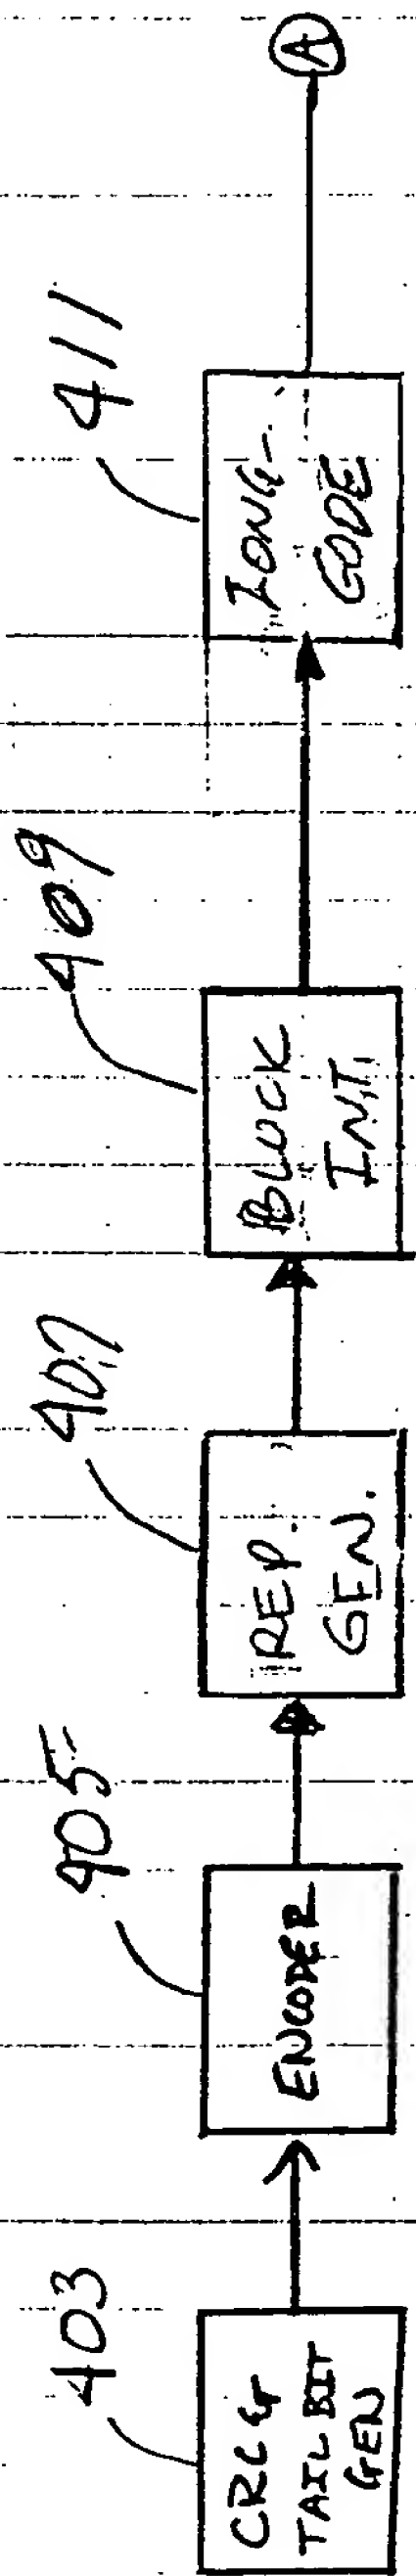 403
CRC &
TAIL BIT
GEN
405
ENCODER
407
REP.
GEN.
409
BLOCK
INT.
411
LONG
CODE
A